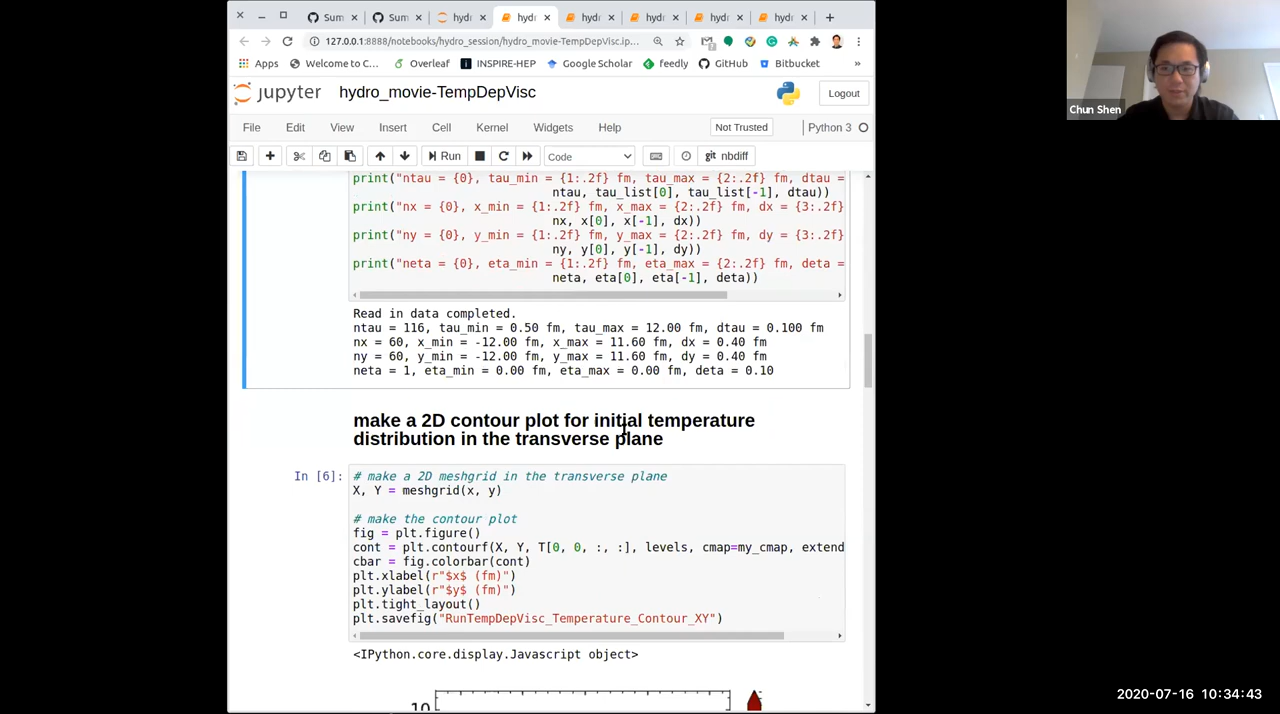 Sum
Sum
hydr
hydr
hydr
hydr
hydr
hydr
127.0.0.1:8888/notebooks/hydro_session/hydro_movie-TempDepVisc.ip...
Apps
Welcome to C...
Overleaf
INSPIRE-HEP
Google Scholar
feedly
GitHub
Bitbucket
»
jupyter
hydro_movie-TempDepVisc
Logout
File Edit View Insert Cell Kernel Widgets Help
Not Trusted
Python 3
Run
Code
git nbdiff
print("ntau = {0}, tau_min = {1:.2f} fm, tau_max = {2:.2f} fm, dtau =
ntau, tau_list[0], tau_list[-1], dtau))
print("nx = {0}, x_min = {1:.2f} fm, x_max = {2:.2f} fm, dx = {3:.2f}
nx, x[0], x[-1], dx))
print("ny = {0}, y_min = {1:.2f} fm, y_max = {2:.2f} fm, dy = {3:.2f}
ny, y[0], y[-1], dy))
print("neta = {0}, eta_min = {1:.2f} fm, eta_max = {2:.2f} fm, deta =
neta, eta[0], eta[-1], deta))
Read in data completed.
ntau = 116, tau_min = 0.50 fm, tau_max = 12.00 fm, dtau = 0.100 fm
nx = 60, x_min = -12.00 fm, x_max = 11.60 fm, dx = 0.40 fm
ny = 60, y_min = -12.00 fm, y_max = 11.60 fm, dy = 0.40 fm
neta = 1, eta_min = 0.00 fm, eta_max = 0.00 fm, deta = 0.10
make a 2D contour plot for initial temperature
distribution in the transverse plane
In [6]:
# make a 2D meshgrid in the transverse plane
X, Y = meshgrid(x, y)
# make the contour plot
fig = plt.figure()
cont = plt.contourf(X, Y, T[0, 0, :, :], levels, cmap=my_cmap, extend
cbar = fig.colorbar(cont)
plt.xlabel(r"$x$ (fm)")
plt.ylabel(r"$y$ (fm)")
plt.tight_layout()
plt.savefig("RunTempDepVisc_Temperature_Contour_XY")
<IPython.core.display.Javascript object>
10
Chun Shen
2020-07-16 10:34:43